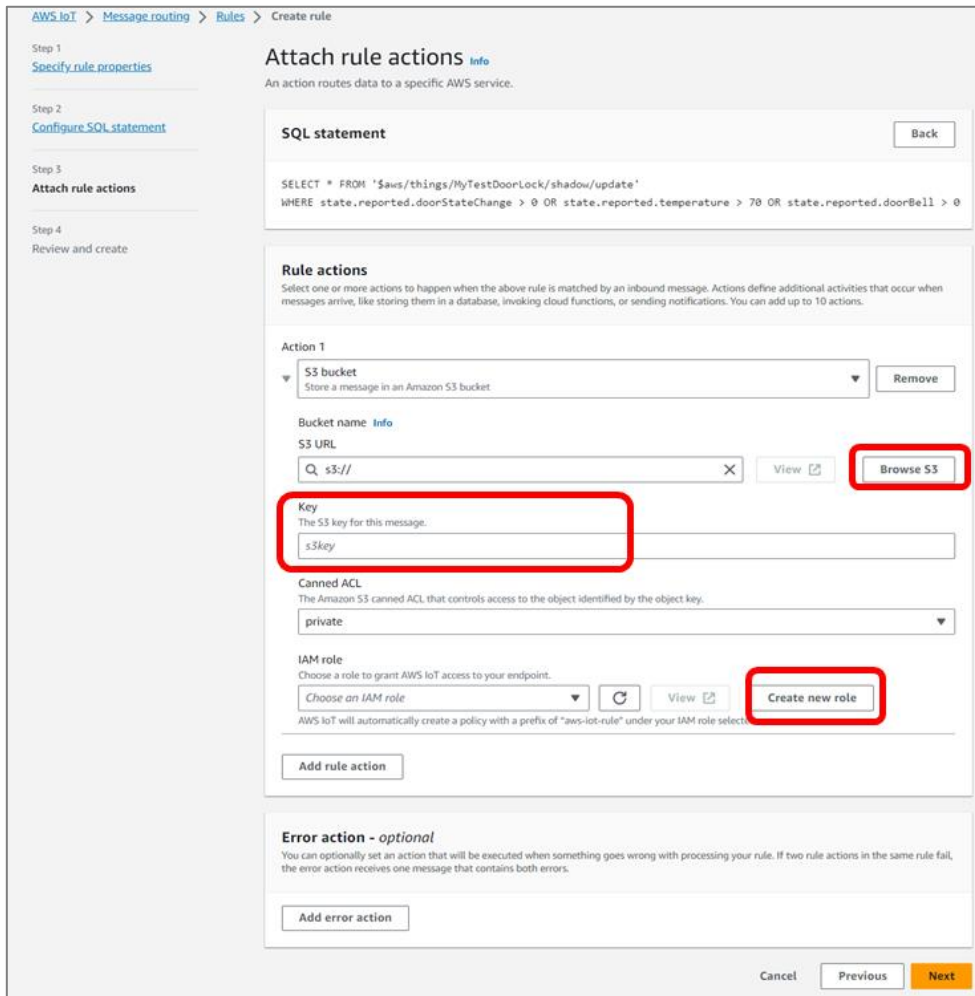 AWS IoT > Message routing > Rules > Create rule
Step 1
Specify rule properties
Step 2
Configure SQL statement
Step 3
Attach rule actions
Step 4
Review and create
Attach rule actions Info
An action routes data to a specific AWS service.
SQL statement
Back
SELECT * FROM '$aws/things/MyTestDoorLock/shadow/update'
WHERE state.reported.doorStateChange > 0 OR state.reported.temperature > 70 OR state.reported.doorBell > 0
Rule actions
Select one or more actions to happen when the above rule is matched by an inbound message. Actions define additional activities that occur when
messages arrive, like storing them in a database, invoking cloud functions, or sending notifications. You can add up to 10 actions.
Action 1
S3 bucket
Store a message in an Amazon S3 bucket
Remove
Bucket name Info
S3 URL
s3://
View
Browse S3
Key
The S3 key for this message.
s3key
Canned ACL
The Amazon S3 canned ACL that controls access to the object identified by the object key.
private
IAM role
Choose a role to grant AWS IoT access to your endpoint.
Choose an IAM role
View
Create new role
AWS IoT will automatically create a policy with a prefix of "aws-iot-rule" under your IAM role selecte
Add rule action
Error action - optional
You can optionally set an action that will be executed when something goes wrong with processing your rule. If two rule actions in the same rule fail,
the error action receives one message that contains both errors.
Add error action
Cancel
Previous
Next